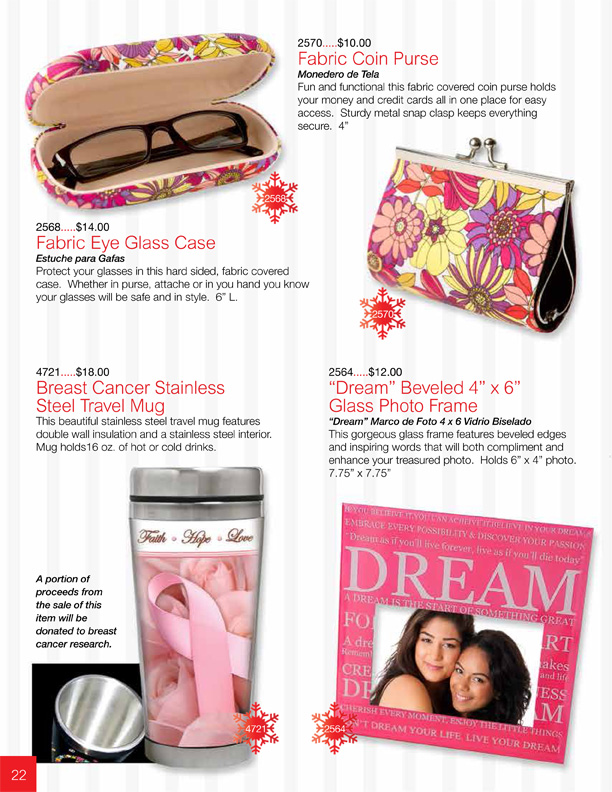 2570.....$10.00
Fabric Coin Purse
Monedero de Tela
Fun and functional this fabric covered coin purse holds
your money and credit cards all in one place for easy
access. Sturdy metal snap clasp keeps everything
secure. 4"
2568
2568.....$14.00
Fabric Eye Glass Case
Estuche para Gafas
Protect your glasses in this hard sided, fabric covered
case. Whether in purse, attache or in you hand you know
your glasses will be safe and in style. 6" L.
2570
4721.....$18.00
Breast Cancer Stainless
Steel Travel Mug
This beautiful stainless steel travel mug features
double wall insulation and a stainless steel interior.
Mug holds16 oz. of hot or cold drinks.
2564.....$12.00
“Dream” Beveled 4” x 6”
Glass Photo Frame
“Dream” Marco de Foto 4 x 6 Vidrio Biselado
This gorgeous glass frame features beveled edges
and inspiring words that will both compliment and
enhance your treasured photo. Holds 6” x 4” photo.
7.75” x 7.75”
Faith • Hope • Love
A portion of
proceeds from
the sale of this
item will be
donated to breast
cancer research.
4721
IF YOU BELIEVE IT YOU CAN ACHIEVE IT. BELIEVE IN YOUR DREAM
EMBRACE EVERY POSSIBILITY & DISCOVER YOUR PASSION
"Dream as if you'll live forever, live as if you'll die today"
DREAM
A DREAM IS THE START OF SOMETHING GREAT
FO
RT
A dre
akes
Rememb
and life
CRE
ESS
DR
M
CHERISH EVERY MOMENT, ENJOY THE LITTLE THINGS
N'T DREAM YOUR LIFE, LIVE YOUR DREAM
2564
22